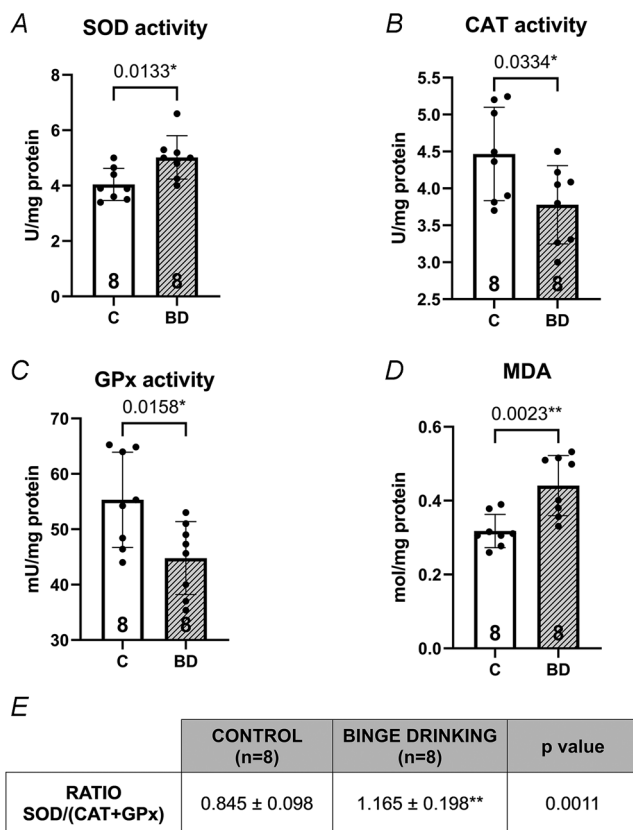 A
SOD activity
0.0133*
U/mg protein
8
6
4
2
0
8
8
C
BD
B
CAT activity
0.0334*
U/mg protein
5.5
5.0
4.5
4.0
3.5
3.0
2.5
8
8
C
BD
C
GPx activity
0.0158*
mU/mg protein
70
60
50
40
30
8
8
C
BD
D
MDA
0.0023**
mol/mg protein
0.6
0.4
0.2
0.0
8
8
C
BD
E
CONTROL
(n=8)
BINGE DRINKING
(n=8)
p value
RATIO
SOD/(CAT+GPx)
0.845 ± 0.098
1.165 ± 0.198**
0.0011